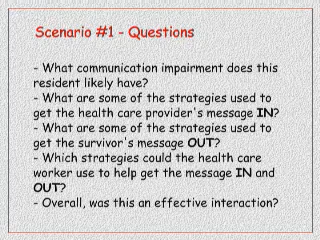 Scenario #1 - Questions
- What communication impairment does this
resident likely have?
- What are some of the strategies used to
get the health care provider's message IN?
- What are some of the strategies used to
get the survivor's message OUT?
- Which strategies could the health care
worker use to help get the message IN and
OUT?
- Overall, was this an effective interaction?